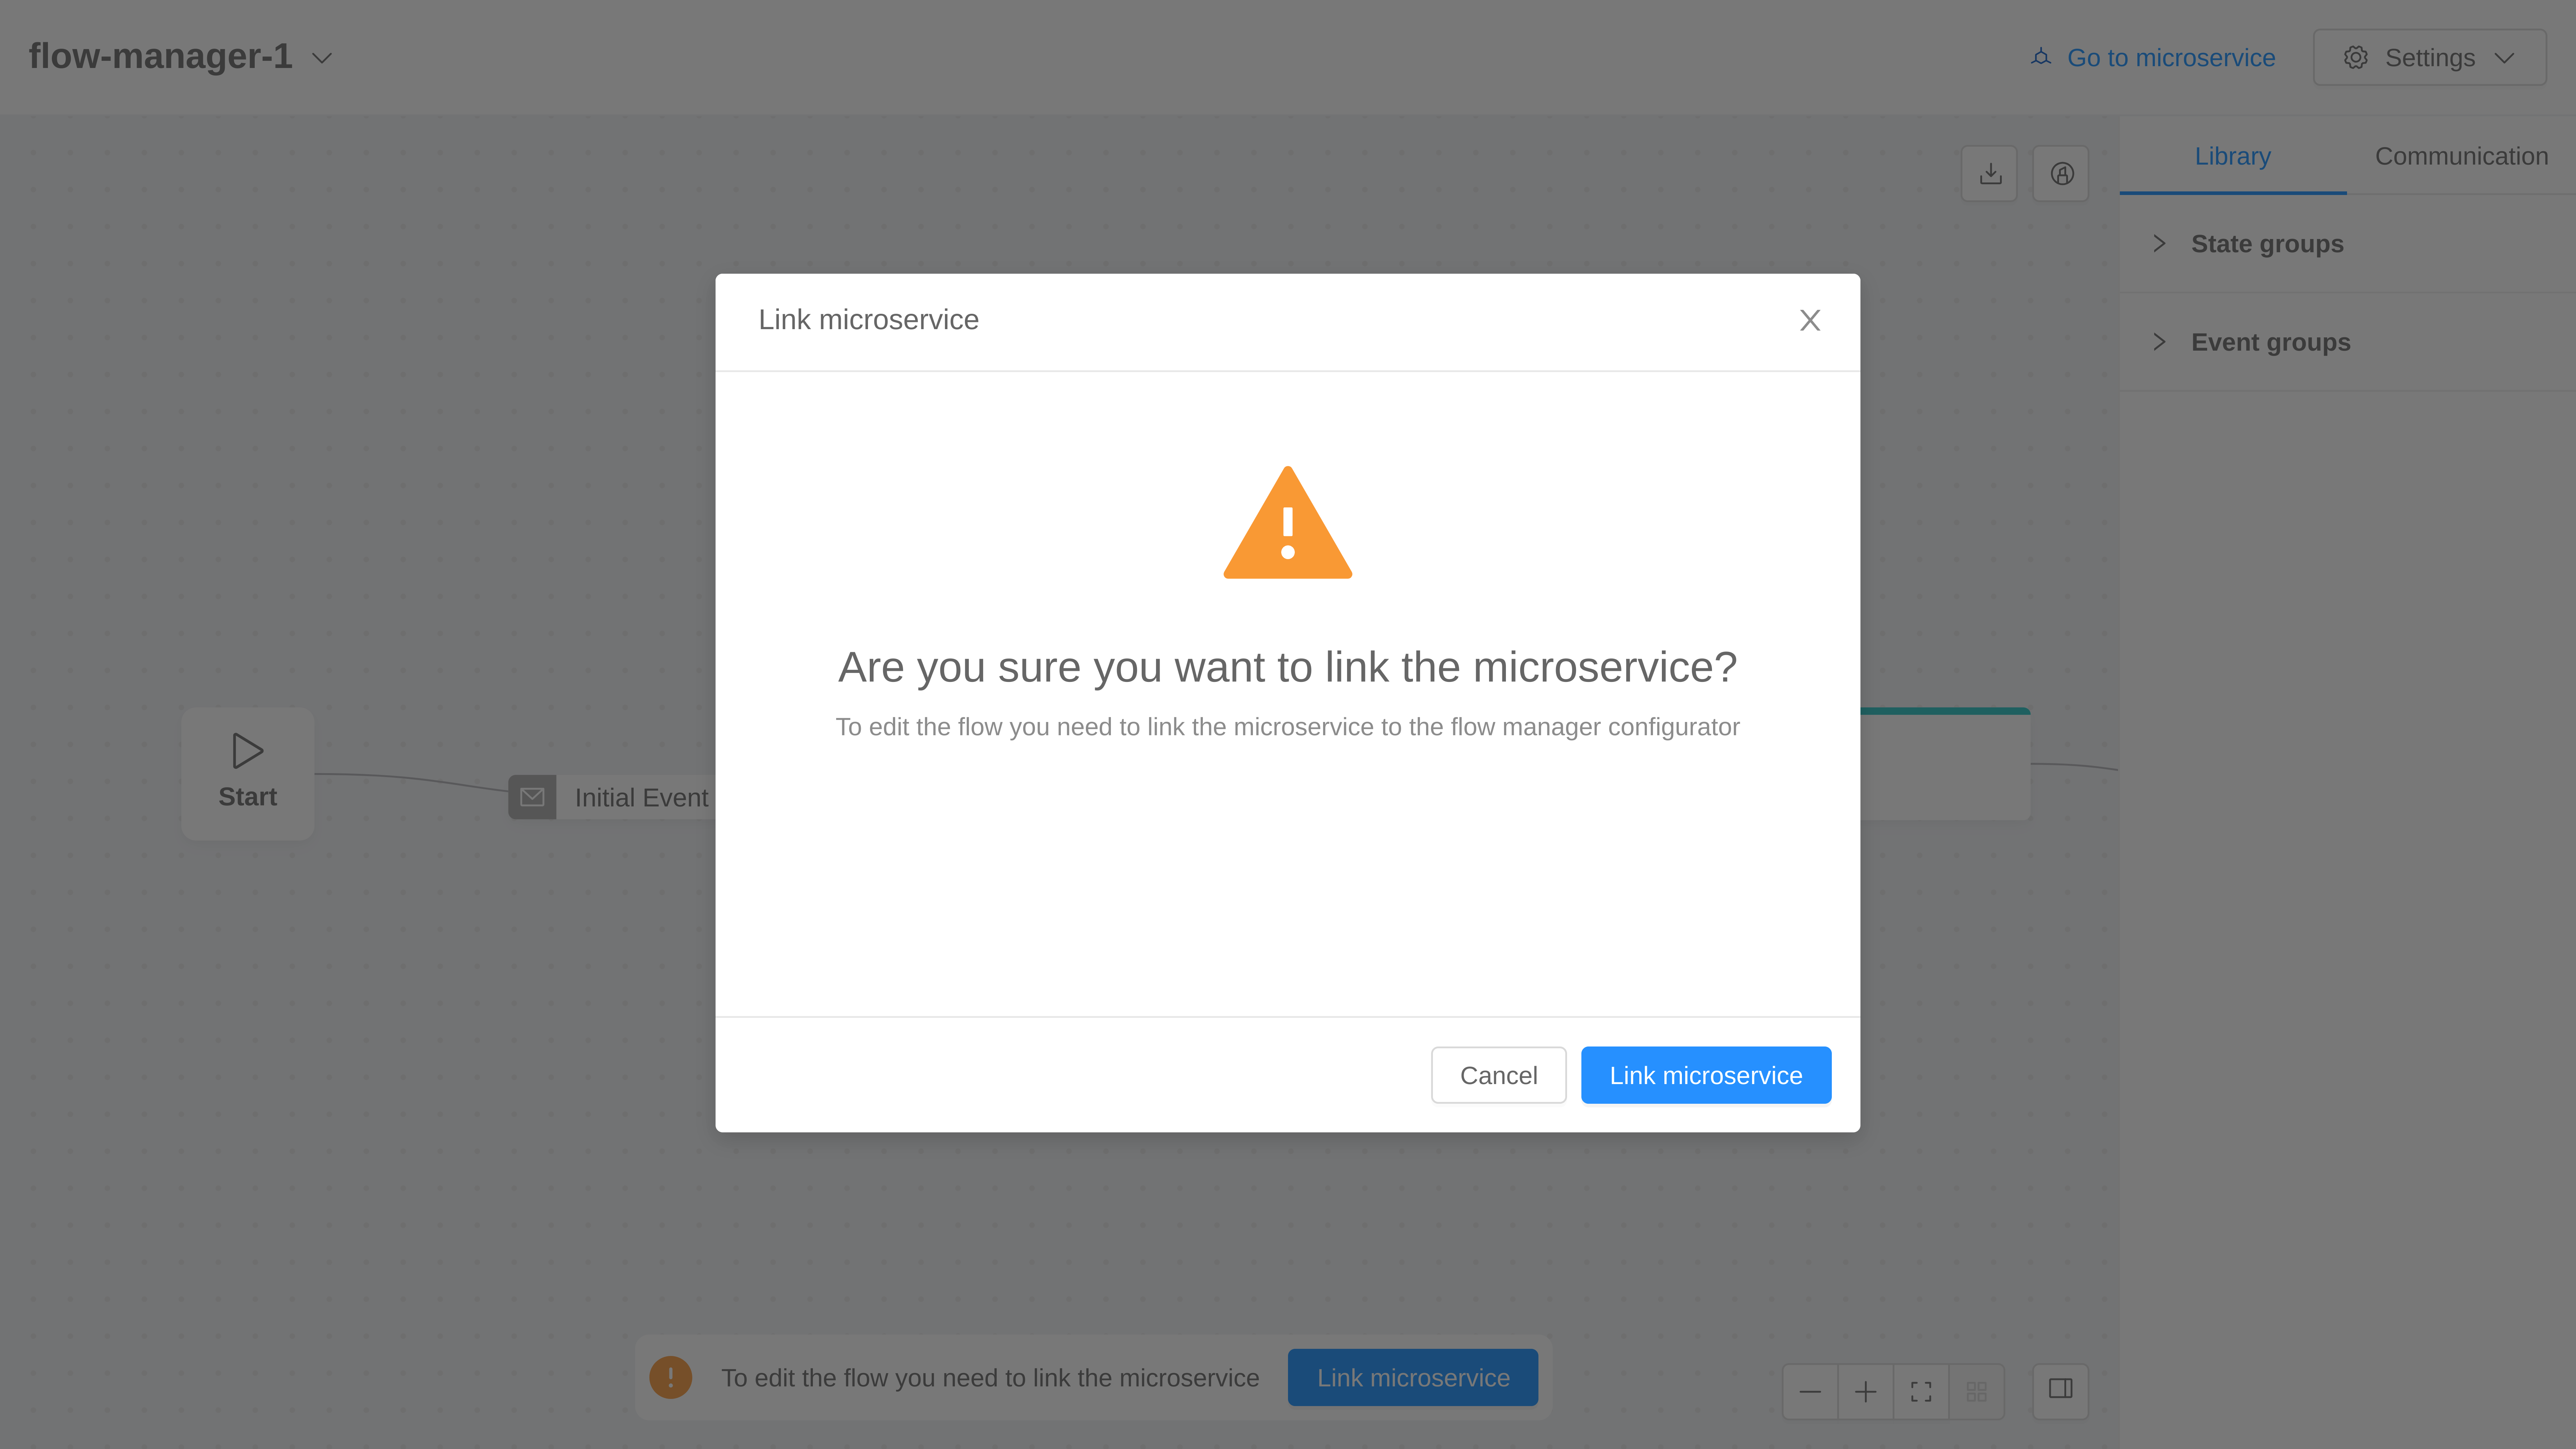 flow-manager-1
Go to microservice
Settings
Library
Communication
State groups
Event groups
Link microservice
Are you sure you want to link the microservice?
To edit the flow you need to link the microservice to the flow manager configurator
Start
Initial Event
Cancel
Link microservice
To edit the flow you need to link the microservice
Link microservice